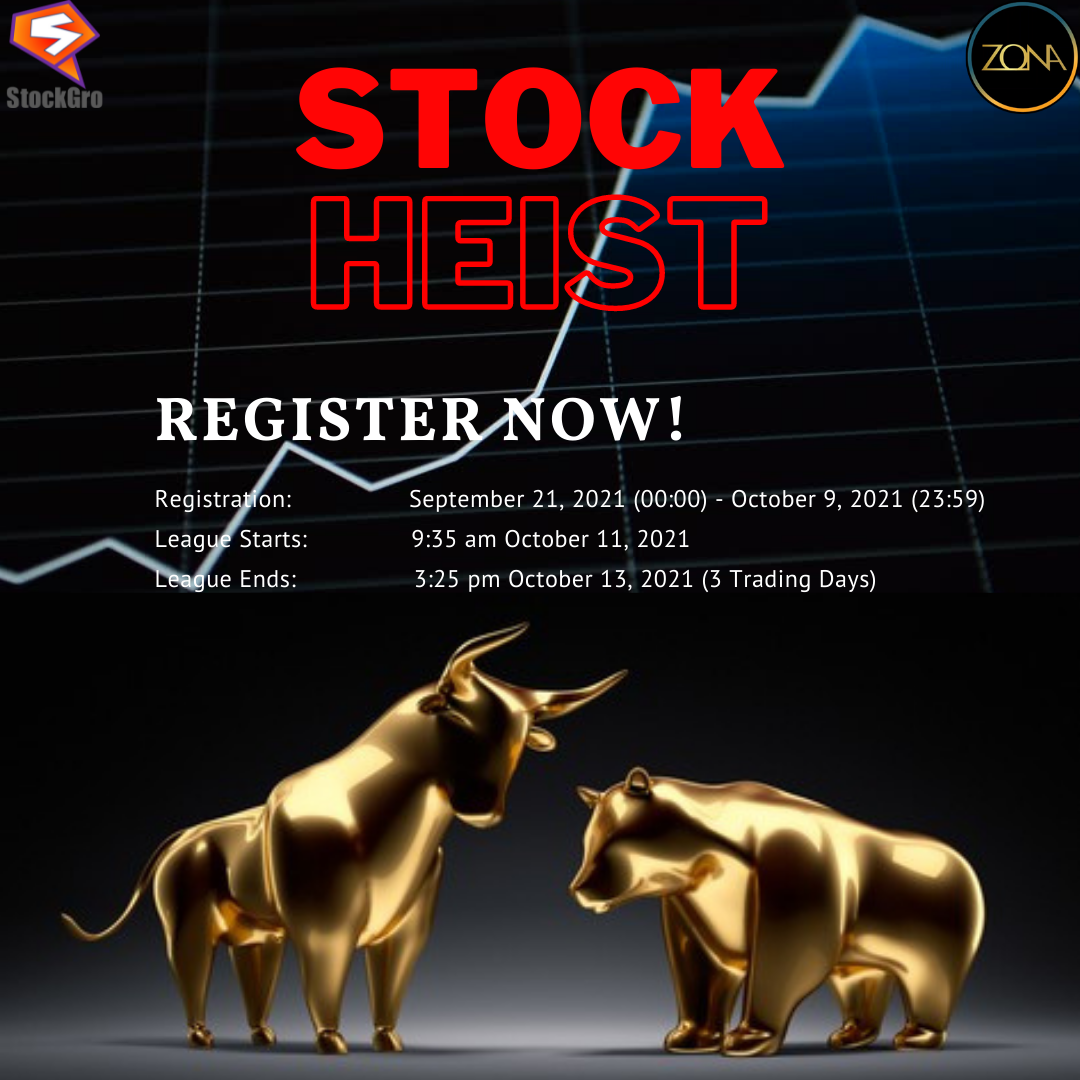 StockGro
ZONA
STOCK
HEIST
REGISTER NOW!
Registration: September 21, 2021 (00:00) - October 9, 2021 (23:59)
League Starts: 9:35 am October 11, 2021
League Ends: 3:25 pm October 13, 2021 (3 Trading Days)